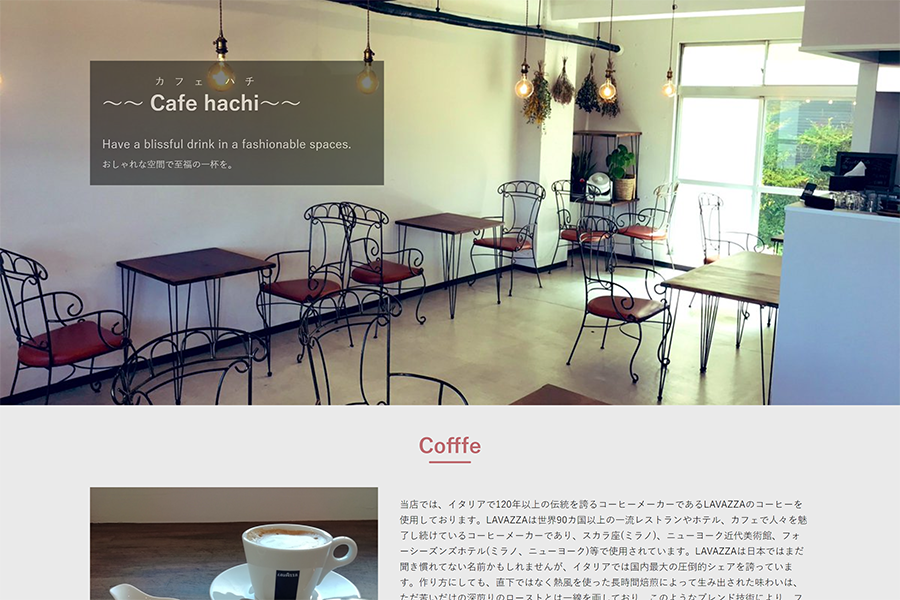 カフェ ハチ
~~ Cafe hachi~~
Have a blissful drink in a fashionable spaces.
おしゃれな空間で至福の一杯を。
Cofffe
当店では、イタリアで120年以上の伝統を誇るコーヒーメーカーであるLAVAZZAのコーヒーを
使用しております。LAVAZZAは世界90カ国以上の一流レストランやホテル、カフェで人々を魅
了し続けているコーヒーメーカーであり、スカラ座(ミラノ)、ニューヨーク近代美術館、フォ
ーシーズンズホテル(ミラノ、ニューヨーク)等で使用されています。LAVAZZAは日本ではまだ
聞き慣れてない名前かもしれませんが、イタリアでは国内最大の圧倒的シェアを誇っていま
す。作り方にしても、直下ではなく熱風を使った長時間焙煎によって生み出された味わいは、
ただ苦いだけの深煎りのローストとは一線を画しており、このようなブレンド技術により、フ
LAVAZZA